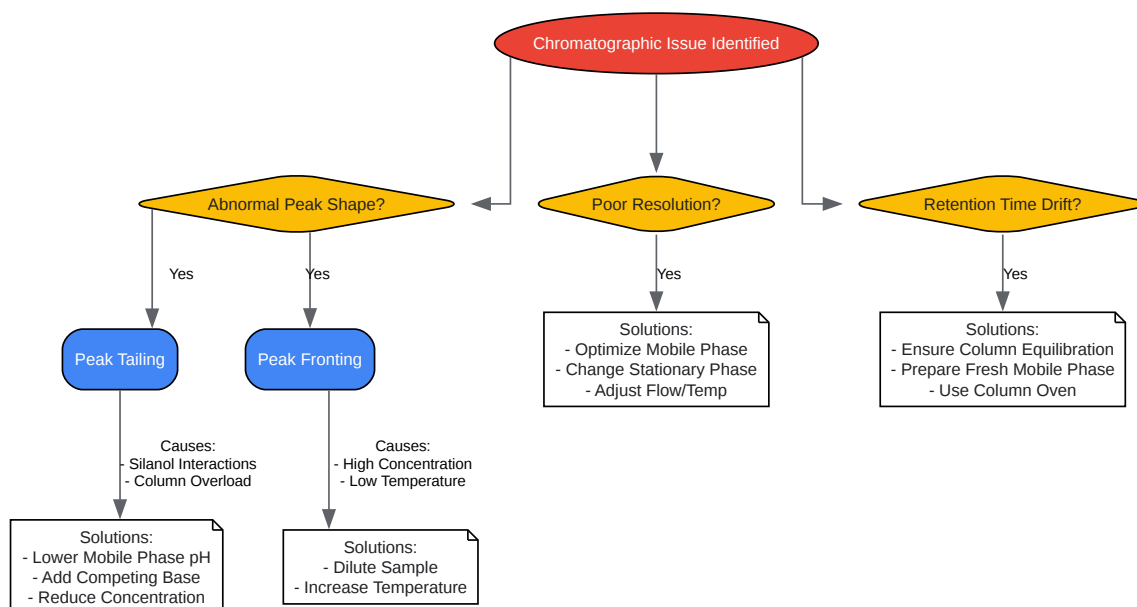 Chromatographic Issue Identified
Abnormal Peak Shape?
Poor Resolution?
Retention Time Drift?
Yes
Yes
Yes
Yes
Peak Tailing
Peak Fronting
Solutions:
- Optimize Mobile Phase
- Change Stationary Phase
- Adjust Flow/Temp
Solutions:
- Ensure Column Equilibration
- Prepare Fresh Mobile Phase
- Use Column Oven
Causes:
- Silanol Interactions
- Column Overload
Causes:
- High Concentration
- Low Temperature
Solutions:
- Lower Mobile Phase pH
- Add Competing Base
- Reduce Concentration
Solutions:
- Dilute Sample
- Increase Temperature